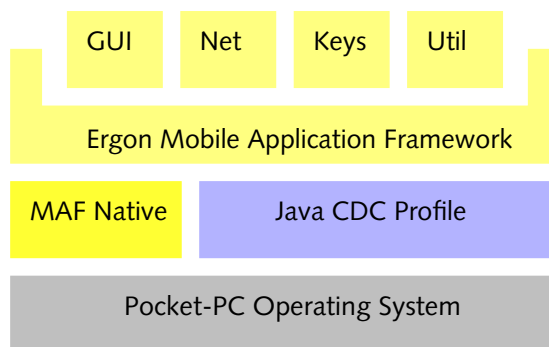 GUI Net Keys Util
Ergon Mobile Application Framework
MAF Native Java CDC Profile
Pocket-PC Operating System